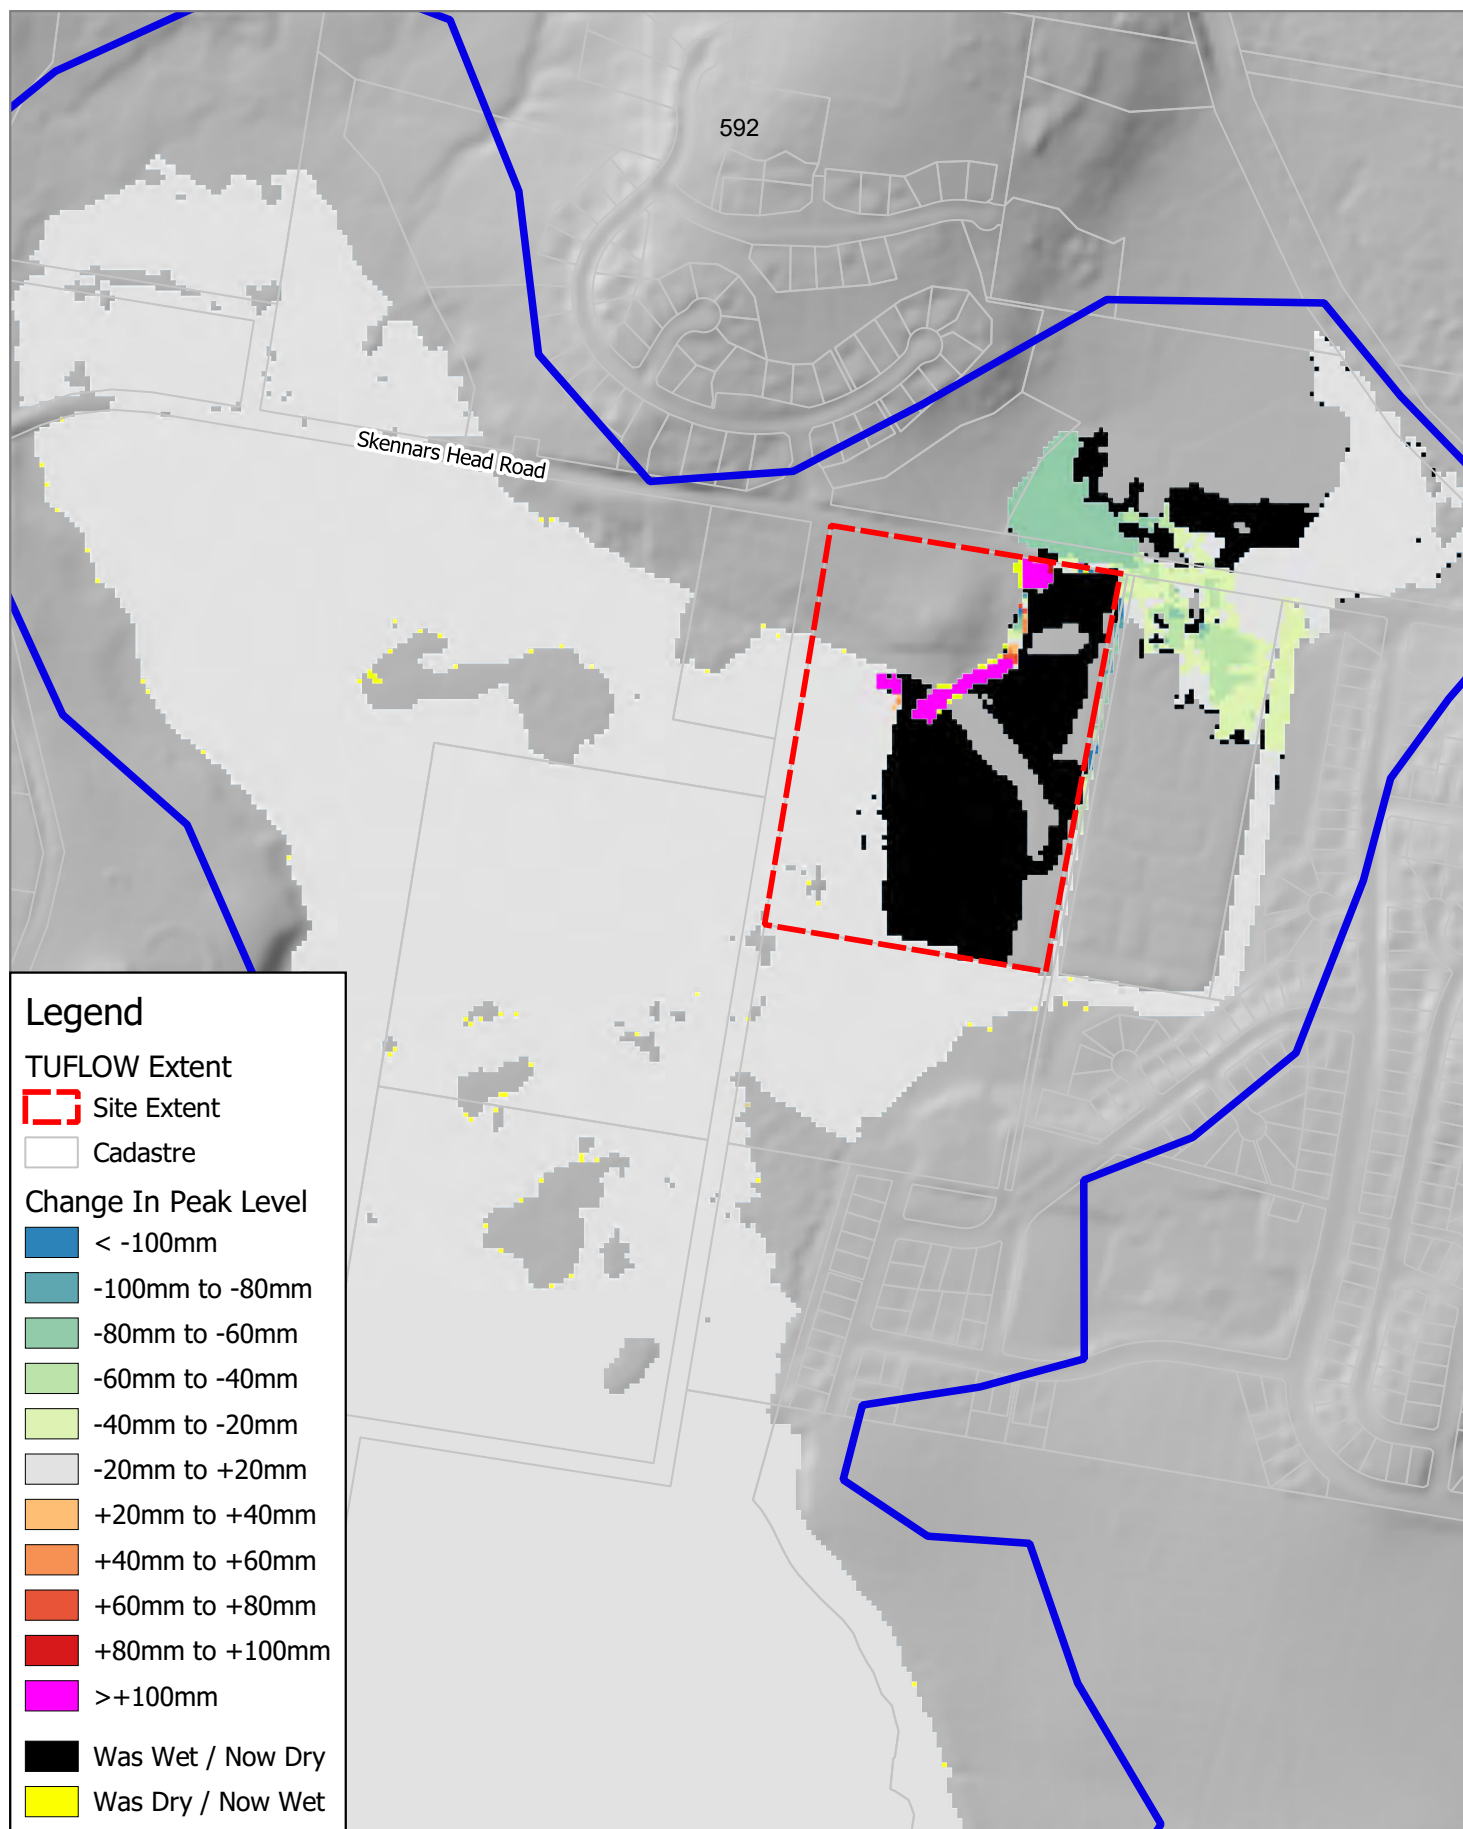 592
Skennars Head Road
Legend
TUFLOW Extent
Site Extent
Cadastre
Change In Peak Level
< -100mm
-100mm to -80mm
-80mm to -60mm
-60mm to -40mm
-40mm to -20mm
-20mm to +20mm
+20mm to +40mm
+40mm to +60mm
+60mm to +80mm
+80mm to +100mm
>+100mm
Was Wet / Now Dry
Was Dry / Now Wet